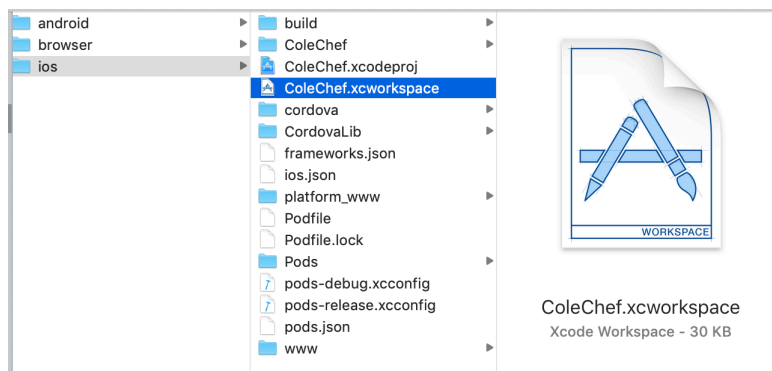 android
browser
ios
build
ColeChef
ColeChef.xcodeproj
ColeChef.xcworkspace
cordova
CordovaLib
frameworks.json
ios.json
platform_www
Podfile
Podfile.lock
Pods
pods-debug.xcconfig
pods-release.xcconfig
pods.json
www
WORKSPACE
ColeChef.xcworkspace
Xcode Workspace - 30 KB